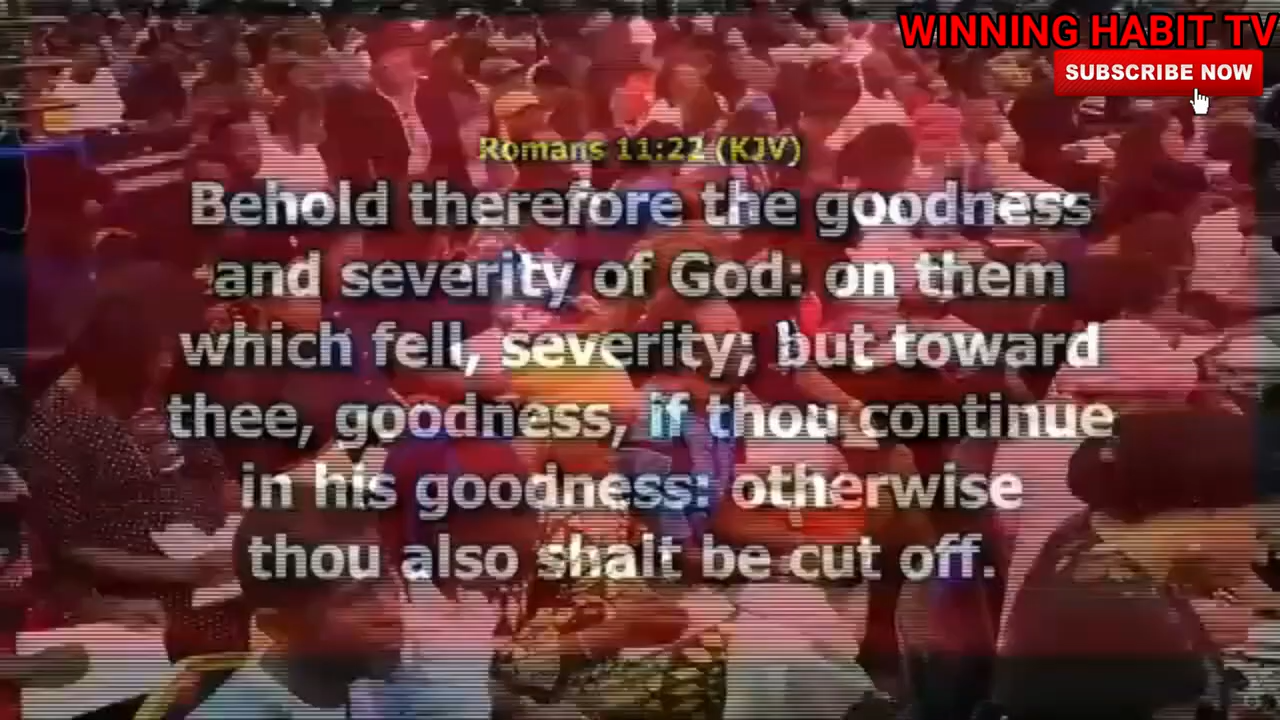 WINNING HABIT TV
SUBSCRIBE NOW
Romans 11:22 (KJV)
Behold therefore the goodness
and severity of God: on them
which fell, severity; but toward
thee, goodness, if thou continue
in his goodness: otherwise
thou also shalt be cut off.